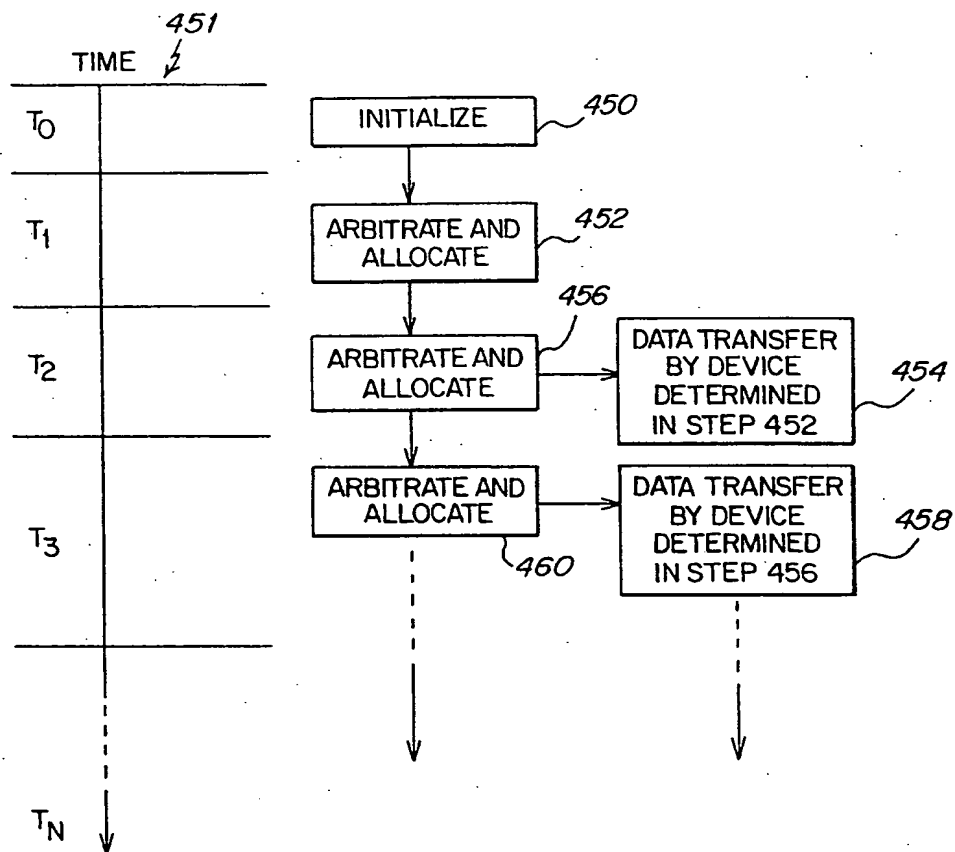 451
TIME
T0
INITIALIZE
450
T1
ARBITRATE AND
ALLOCATE
452
T2
ARBITRATE AND
ALLOCATE
456
DATA TRANSFER
BY DEVICE
DETERMINED
IN STEP 452
454
T3
ARBITRATE AND
ALLOCATE
460
DATA TRANSFER
BY DEVICE
DETERMINED
IN STEP 456
458
TN